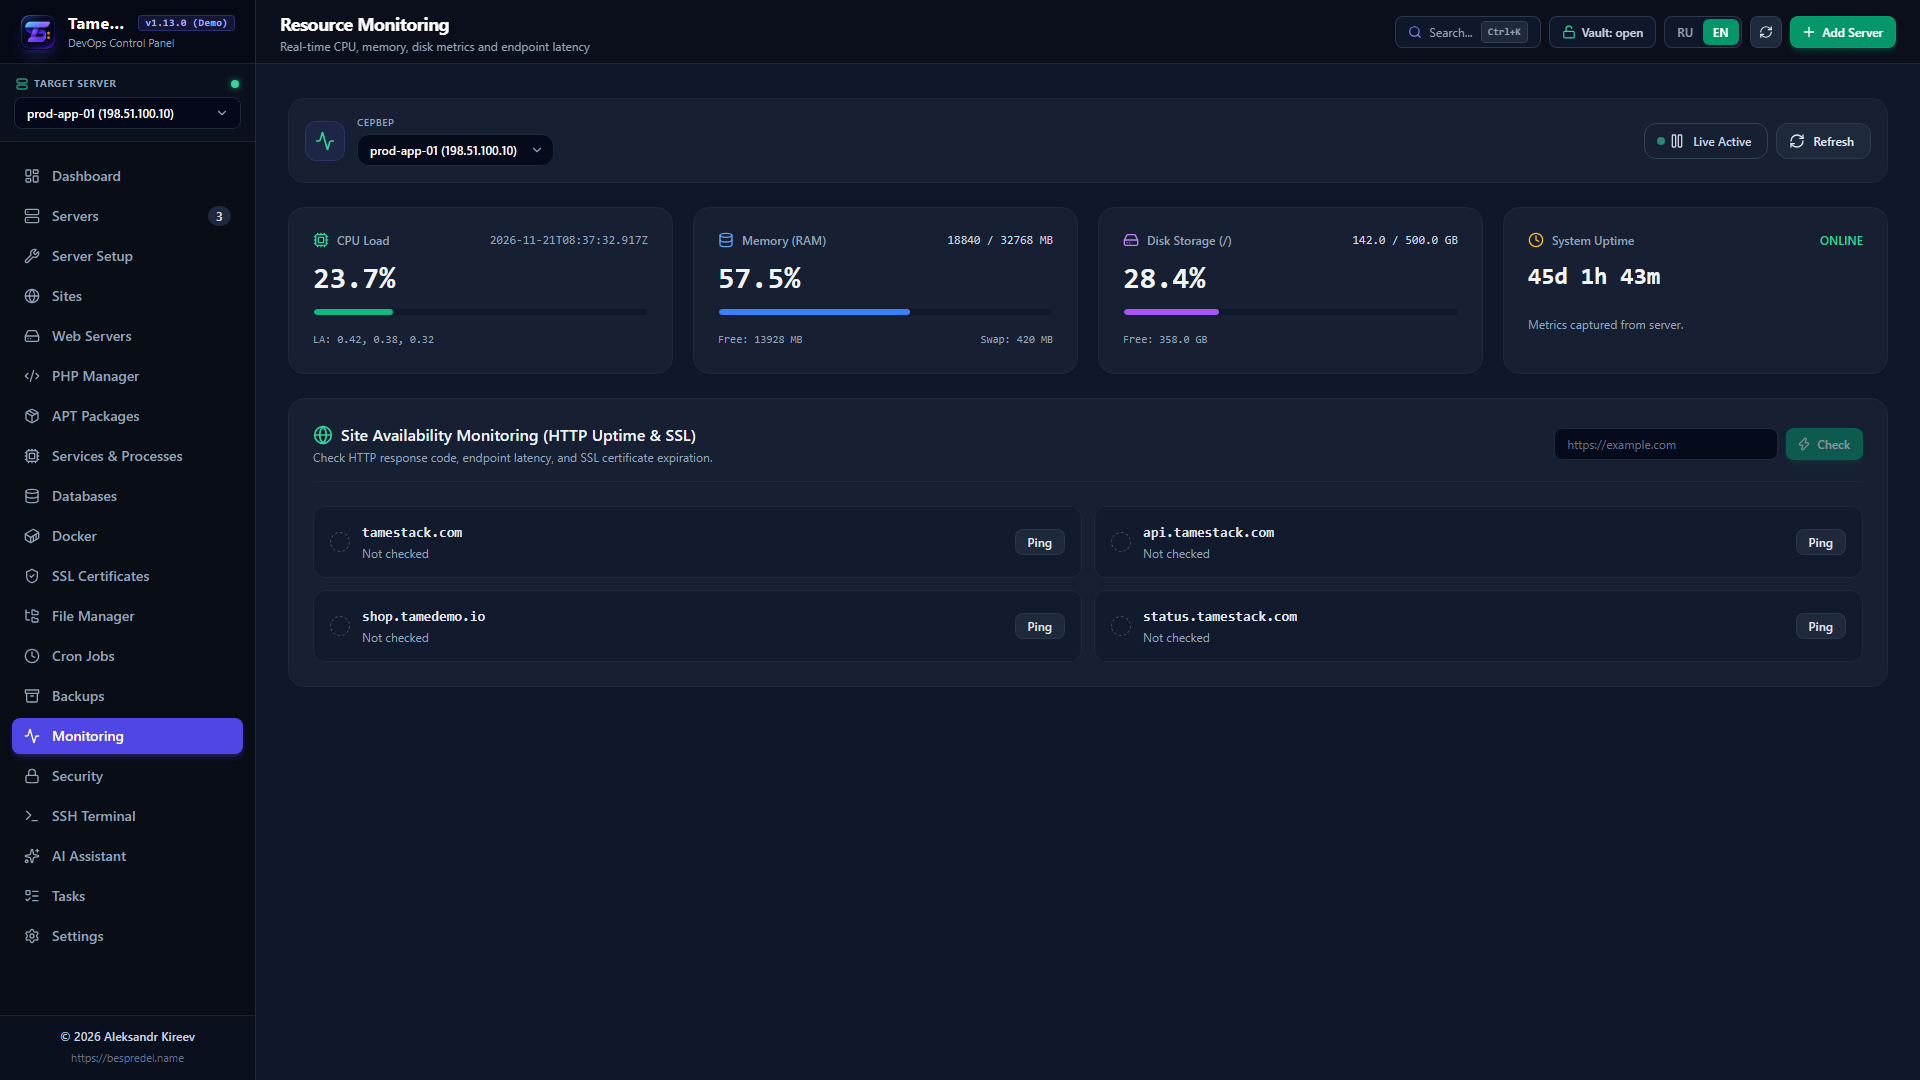 Tame...
v1.13.0 (Demo)
DevOps Control Panel
TARGET SERVER
prod-app-01 (198.51.100.10)
Dashboard
Servers
3
Server Setup
Sites
Web Servers
PHP Manager
APT Packages
Services & Processes
Databases
Docker
SSL Certificates
File Manager
Cron Jobs
Backups
Monitoring
Security
SSH Terminal
AI Assistant
Tasks
Settings
© 2026 Aleksandr Kireev
https://bespredel.name
Resource Monitoring
Real-time CPU, memory, disk metrics and endpoint latency
Search...
Ctrl+K
Vault: open
RU
EN
Add Server
СЕРВЕР
prod-app-01 (198.51.100.10)
Live Active
Refresh
CPU Load
2026-11-21T08:37:32.917Z
23.7%
LA: 0.42, 0.38, 0.32
Memory (RAM)
18840 / 32768 MB
57.5%
Free: 13928 MB
Swap: 420 MB
Disk Storage (/)
142.0 / 500.0 GB
28.4%
Free: 358.0 GB
System Uptime
ONLINE
45d 1h 43m
Metrics captured from server.
Site Availability Monitoring (HTTP Uptime & SSL)
Check HTTP response code, endpoint latency, and SSL certificate expiration.
https://example.com
Check
tamestack.com
Not checked
Ping
api.tamestack.com
Not checked
Ping
shop.tamedemo.io
Not checked
Ping
status.tamestack.com
Not checked
Ping